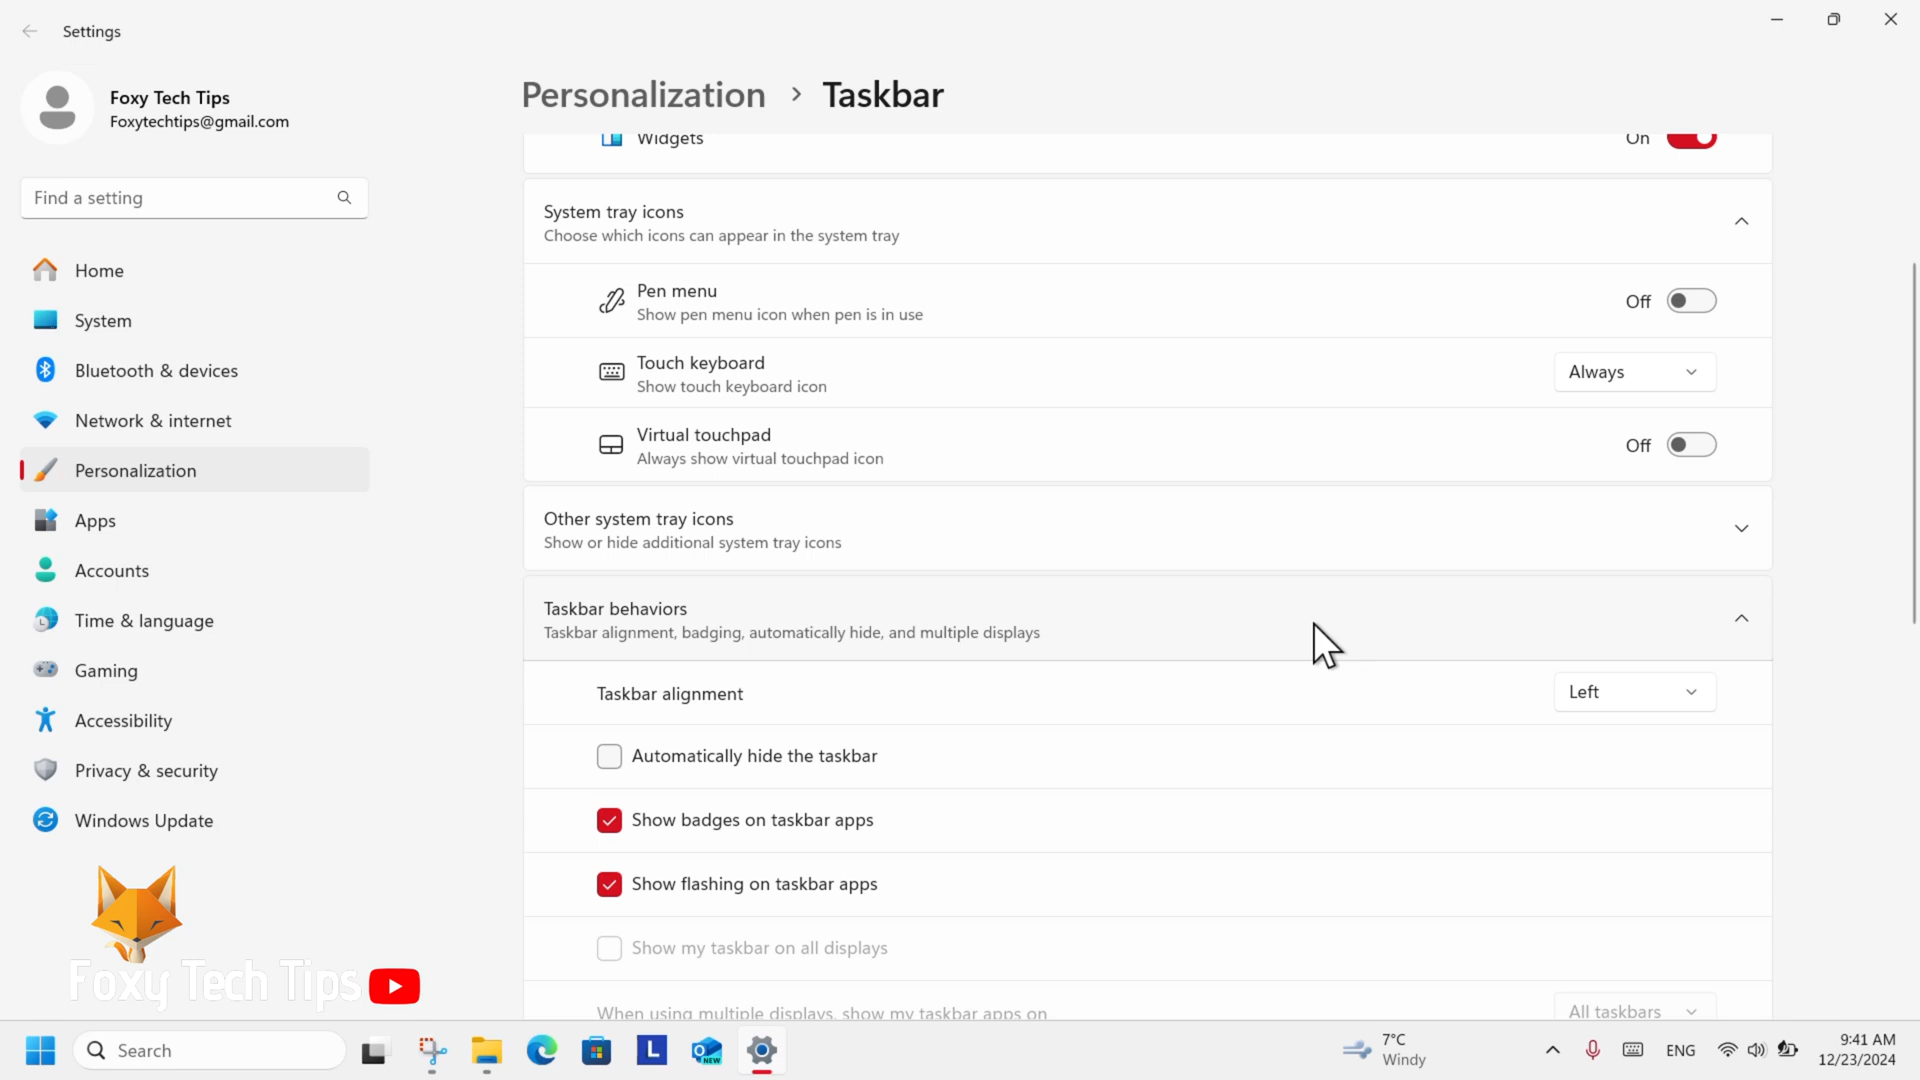 Settings
Foxy Tech Tips
Foxytechtips@gmail.com
Find a setting
Home
System
Bluetooth & devices
Network & internet
Personalization
Apps
Accounts
Time & language
Gaming
Accessibility
Privacy & security
Windows Update
Foxy Tech Tips
Personalization > Taskbar
Widgets
On
System tray icons
Choose which icons can appear in the system tray
Pen menu
Show pen menu icon when pen is in use
Off
Touch keyboard
Show touch keyboard icon
Always
Virtual touchpad
Always show virtual touchpad icon
Off
Other system tray icons
Show or hide additional system tray icons
Taskbar behaviors
Taskbar alignment, badging, automatically hide, and multiple displays
Taskbar alignment
Left
Automatically hide the taskbar
Show badges on taskbar apps
Show flashing on taskbar apps
Show my taskbar on all displays
When using multiple displays, show my taskbar apps on
All taskbars
Search
L
NEW
7°C
Windy
ENG
9:41 AM
12/23/2024